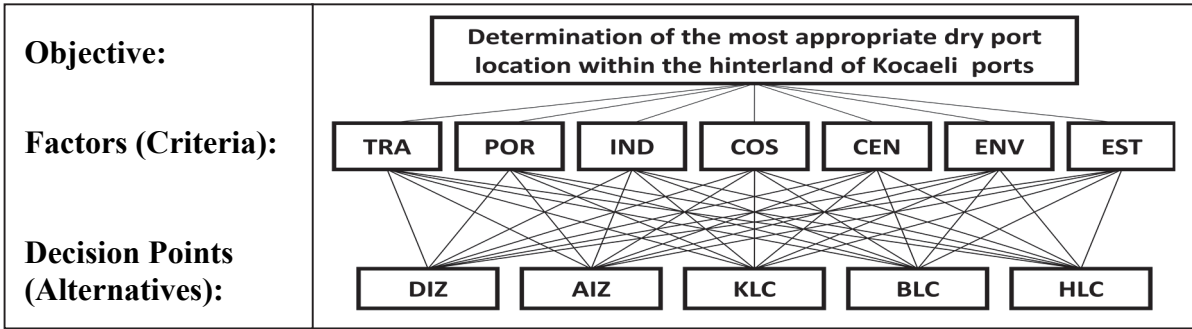 Objective:
Determination of the most appropriate dry port
location within the hinterland of Kocaeli ports
Factors (Criteria):
TRA POR IND COS CEN ENV EST
Decision Points
(Alternatives):
DIZ AIZ KLC BLC HLC